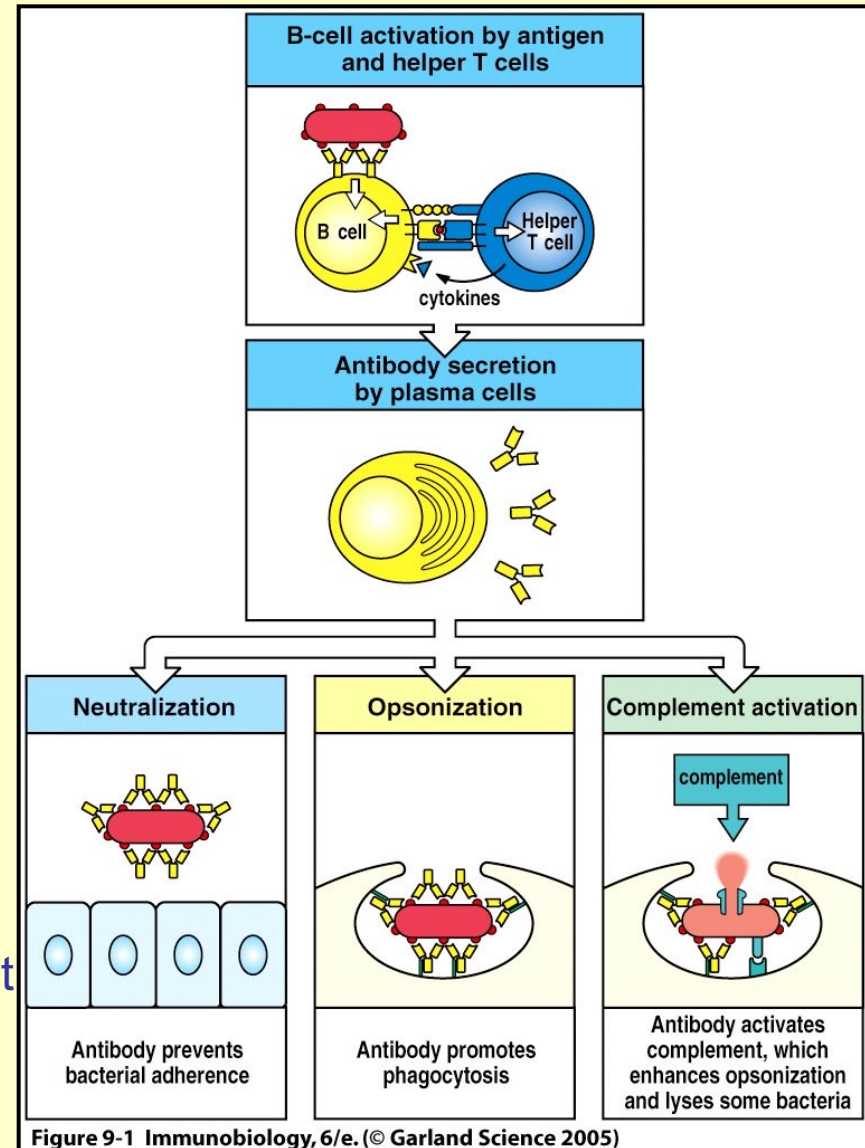 B-cell activation by antigen
and helper T cells
B cell
Helper
T cell
cytokines
Antibody secretion
by plasma cells
Neutralization
Opsonization
Complement activation
complement
t
Antibody prevents
bacterial adherence
Antibody promotes
phagocytosis
Antibody activates
complement, which
enhances opsonization
and lyses some bacteria
Figure 9-1 Immunobiology, 6/e. (© Garland Science 2005)